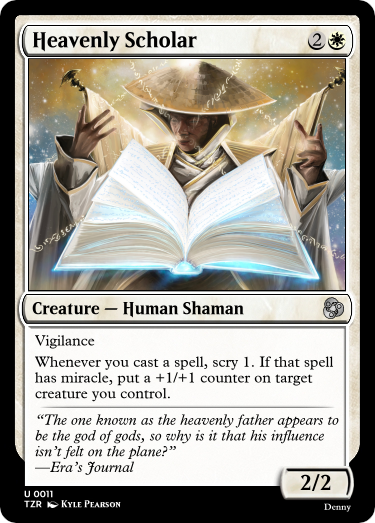 Heavenly Scholar 2
Creature — Human Shaman
Vigilance
Whenever you cast a spell, scry 1. If that spell
has miracle, put a +1/+1 counter on target
creature you control.
“The one known as the heavenly father appears to
be the god of gods, so why is it that his influence
isn’t felt on the plane?”
—Era’s Journal
2/2
U 0011
TZR Kyle Pearson
Denny